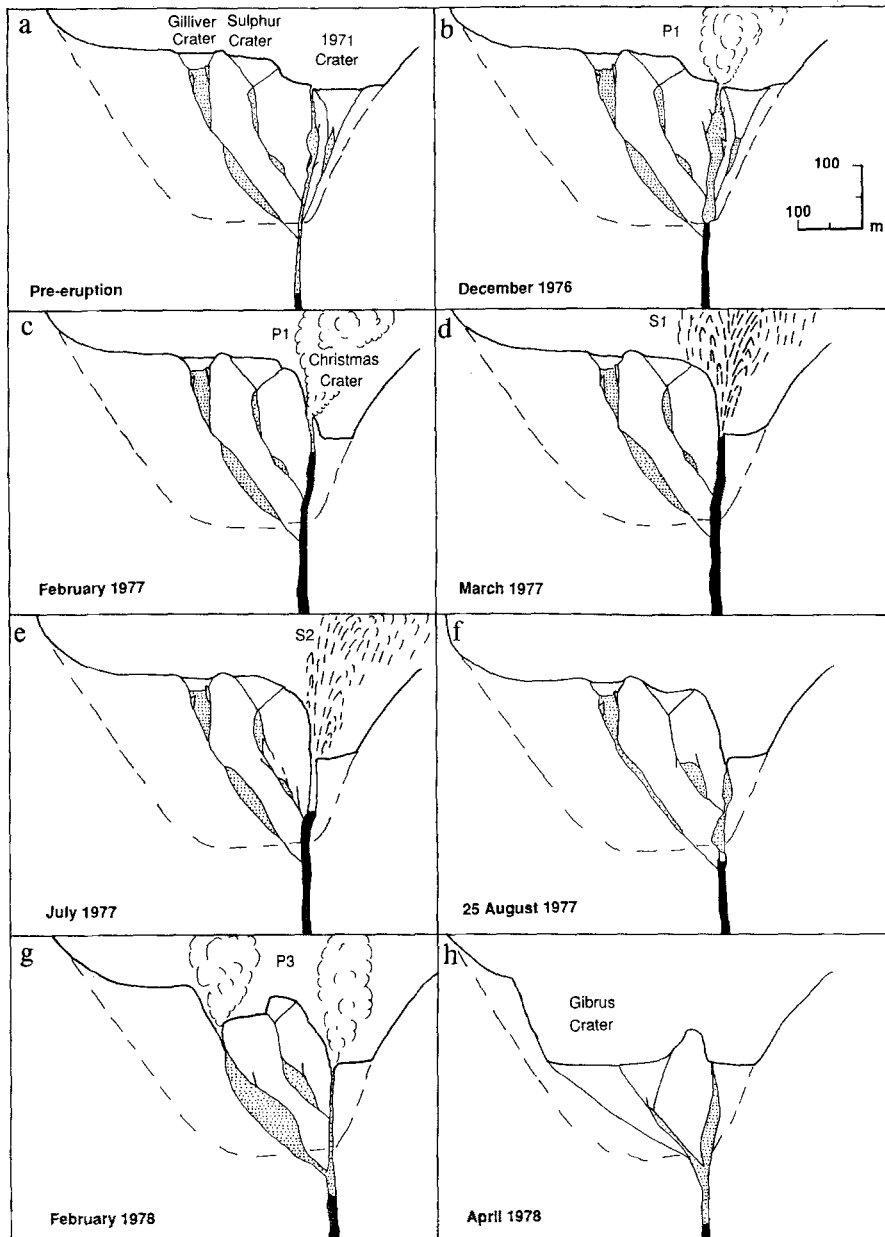 a
Gilliver Crater
Sulphur Crater
1971 Crater
Pre-eruption
b
P1
100
100
m
December 1976
c
P1
Christmas Crater
February 1977
d
S1
March 1977
e
S2
July 1977
f
25 August 1977
g
P3
February 1978
h
Gibrus Crater
April 1978